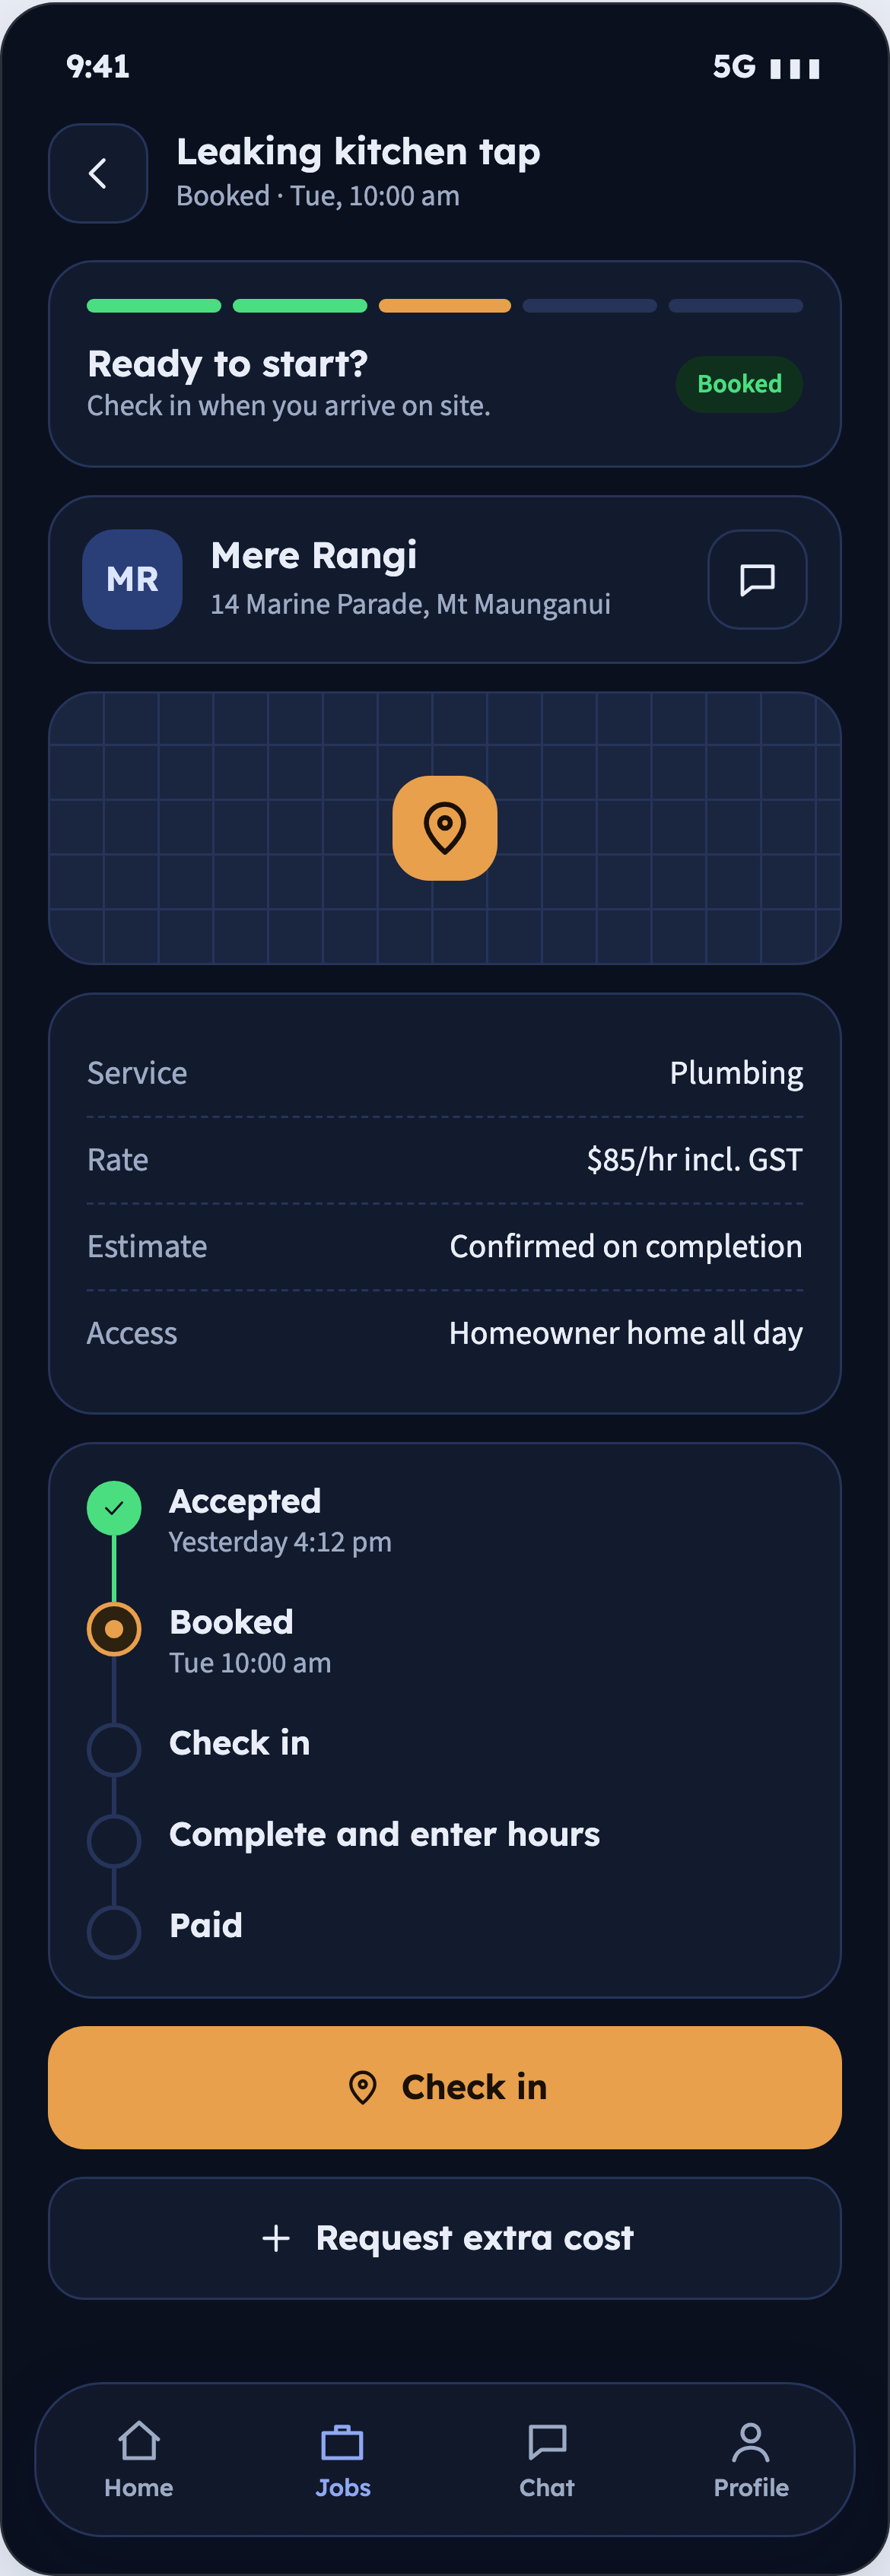 9:41
5G
Leaking kitchen tap
Booked · Tue, 10:00 am
Ready to start?
Check in when you arrive on site.
Booked
MR
Mere Rangi
14 Marine Parade, Mt Maunganui
Service
Plumbing
Rate
$85/hr incl. GST
Estimate
Confirmed on completion
Access
Homeowner home all day
Accepted
Yesterday 4:12 pm
Booked
Tue 10:00 am
Check in
Complete and enter hours
Paid
Check in
Request extra cost
Home
Jobs
Chat
Profile